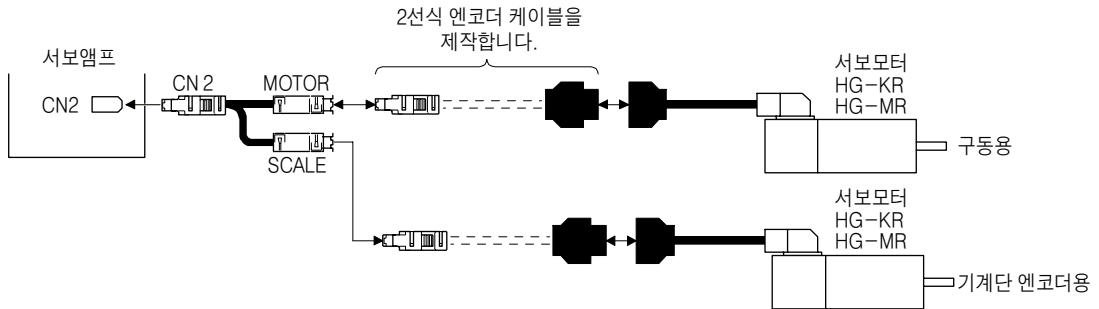 2선식 엔코더 케이블을
제작합니다.
서보앰프
CN2
CN 2
MOTOR
SCALE
서보모터
HG-KR
HG-MR
구동용
서보모터
HG-KR
HG-MR
기계단 엔코더용